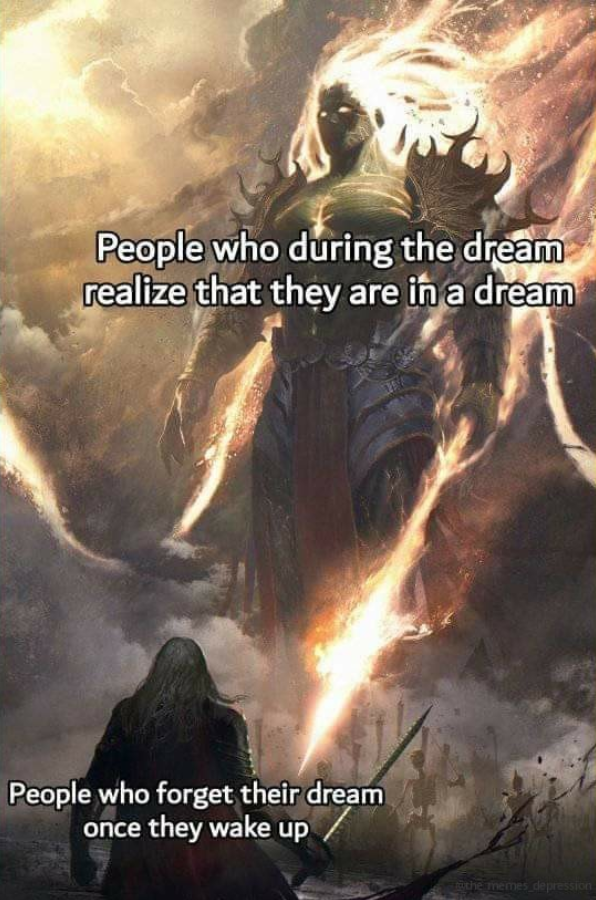 People who during the dream
realize that they are in a dream
People who forget their dream
once they wake up
@the_memes_depression